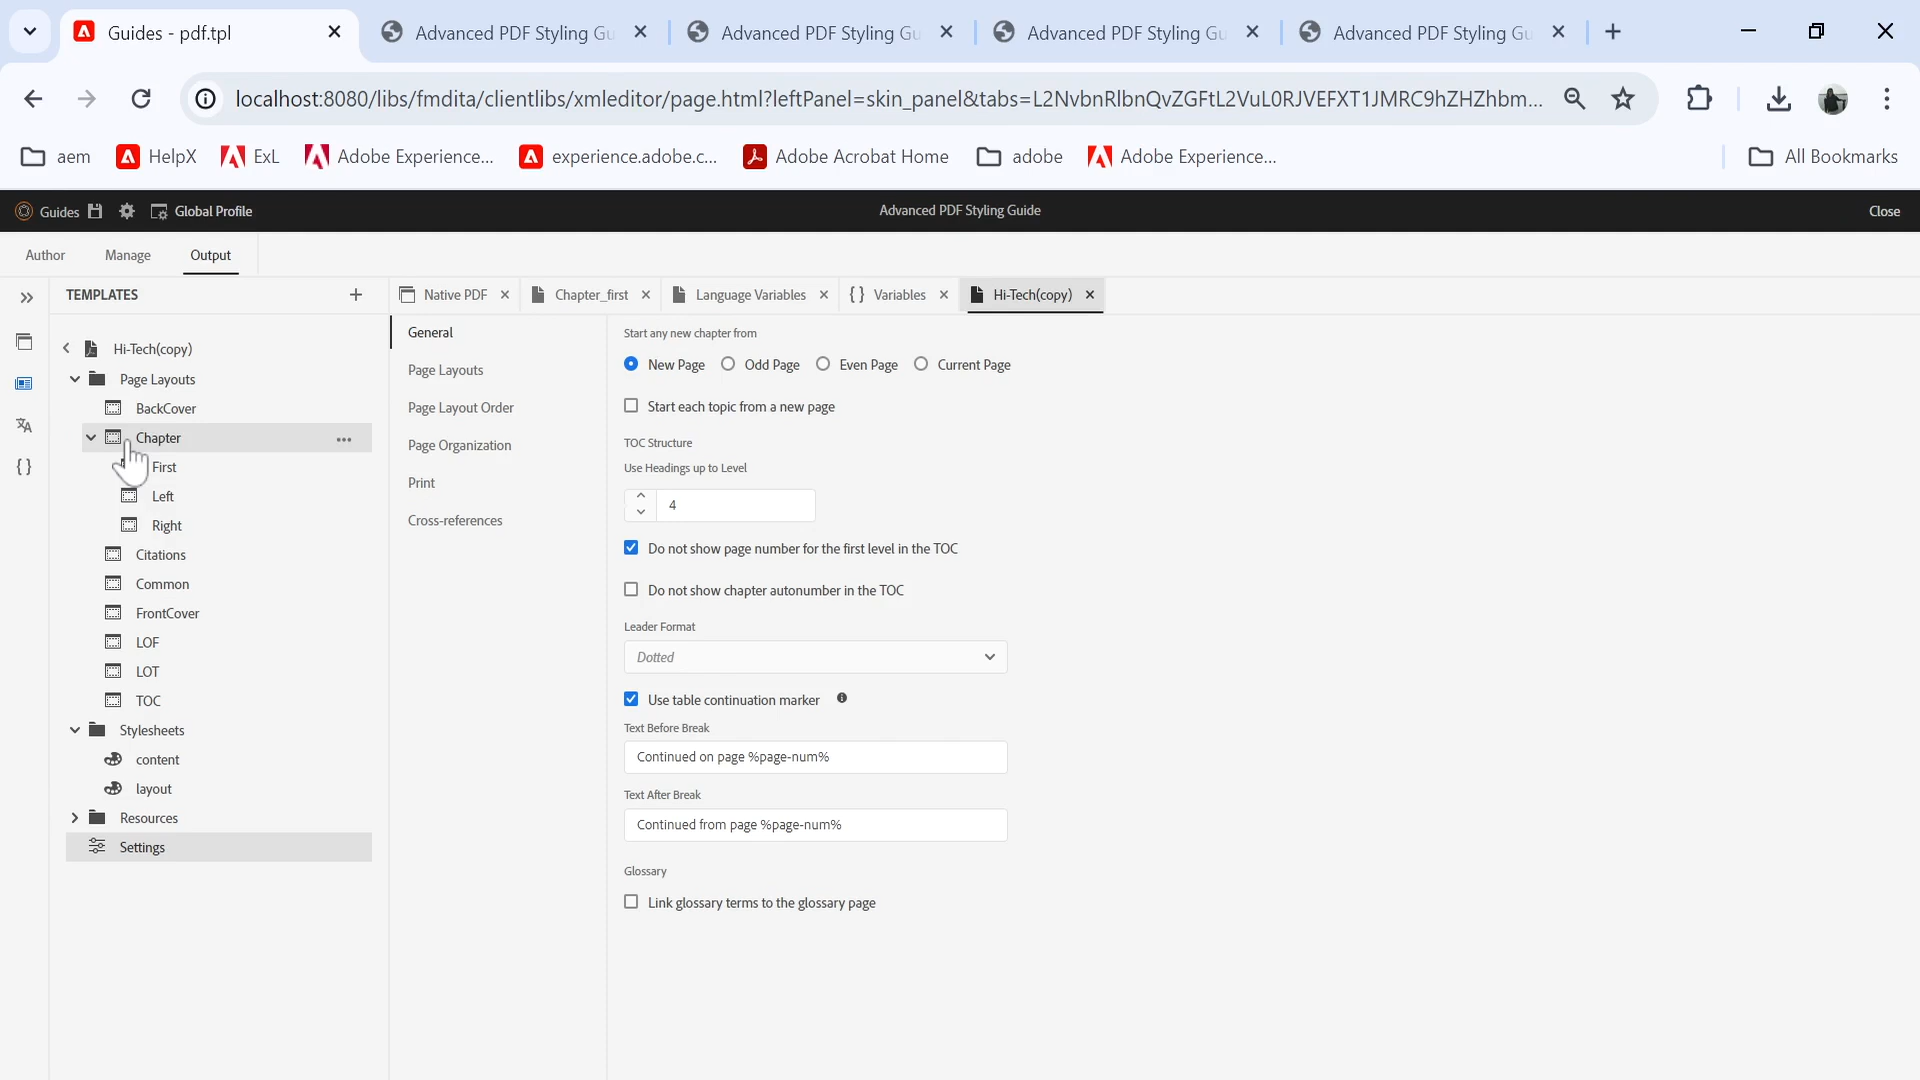 Guides - pdf.tpl
Advanced PDF Styling Gu
Advanced PDF Styling Gu
Advanced PDF Styling Gu
Advanced PDF Styling Gu
localhost:8080/libs/fmdita/clientlibs/xmleditor/page.html?leftPanel=skin_panel&tabs=L2NvbnRlbnQvZGFtL2VuL0RJVEFXT1JMRC9hZHZhbm...
aem
HelpX
ExL
Adobe Experience...
experience.adobe.c...
Adobe Acrobat Home
adobe
Adobe Experience...
All Bookmarks
Guides
Global Profile
Advanced PDF Styling Guide
Close
Author
Manage
Output
TEMPLATES
Native PDF
Chapter_first
Language Variables
Variables
Hi-Tech(copy)
Hi-Tech(copy)
Page Layouts
BackCover
Chapter
First
Left
Right
Citations
Common
FrontCover
LOF
LOT
TOC
Stylesheets
content
layout
Resources
Settings
General
Page Layouts
Page Layout Order
Page Organization
Print
Cross-references
Start any new chapter from
New Page Odd Page Even Page Current Page
Start each topic from a new page
TOC Structure
Use Headings up to Level
4
Do not show page number for the first level in the TOC
Do not show chapter autonumber in the TOC
Leader Format
Dotted
Use table continuation marker
Text Before Break
Continued on page %page-num%
Text After Break
Continued from page %page-num%
Glossary
Link glossary terms to the glossary page